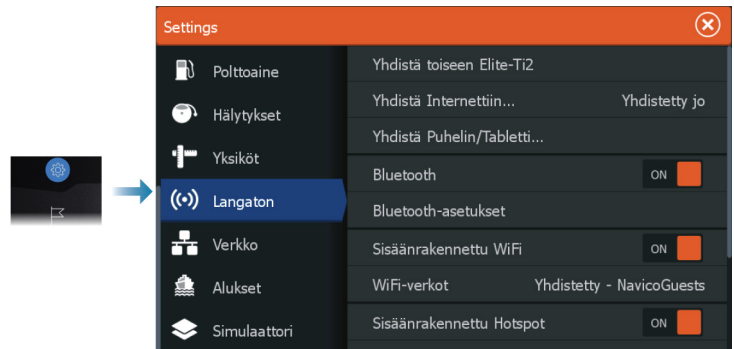 Settings
Polttoaine
Hälytykset
Yksiköt
Langaton
Verkko
Alukset
Simulaattori
Yhdistä toiseen Elite-Ti2
Yhdistä Internettiin... Yhdistetty jo
Yhdistä Puhelin/Tabletti...
Bluetooth ON
Bluetooth-asetukset
Sisäänrakennettu WiFi ON
WiFi-verkot Yhdistetty - NavicoGuests
Sisäänrakennettu Hotspot ON